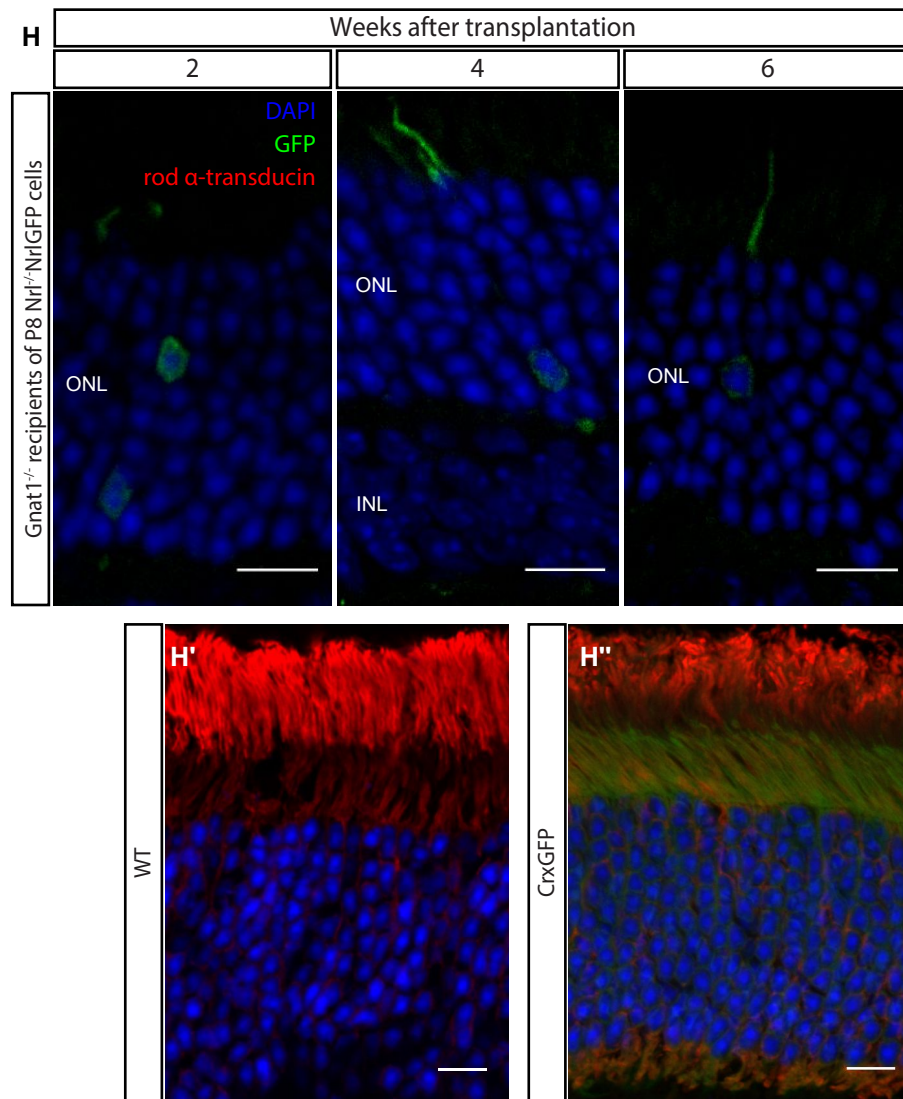 H
Weeks after transplantation
2
4
6
Gnat1-/- recipients of P8 Nrl-/-NrlGFP cells
DAPI
GFP
rod α-transducin
ONL
ONL
INL
ONL
WT
H'
CrxGFP
H"